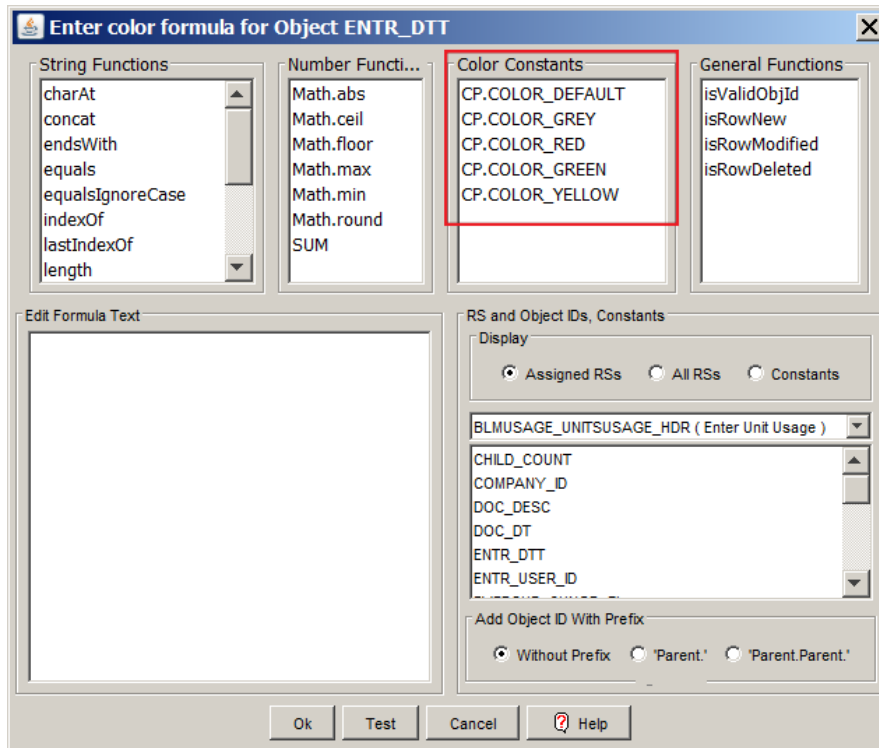 Enter color formula for Object ENTR_DTT
String Functions
charAt
concat
endsWith
equals
equalsIgnoreCase
indexOf
lastIndexOf
length
Number Functi...
Math.abs
Math.ceil
Math.floor
Math.max
Math.min
Math.round
SUM
Color Constants
CP.COLOR_DEFAULT
CP.COLOR_GREY
CP.COLOR_RED
CP.COLOR_GREEN
CP.COLOR_YELLOW
General Functions
isValidObjId
isRowNew
isRowModified
isRowDeleted
Edit Formula Text
RS and Object IDs, Constants
Display
Assigned RSs All RSs Constants
BLMUSAGE_UNITSUSAGE_HDR ( Enter Unit Usage )
CHILD_COUNT
COMPANY_ID
DOC_DESC
DOC_DT
ENTR_DTT
ENTR_USER_ID
Add Object ID With Prefix
Without Prefix 'Parent.' 'Parent.Parent.'
Ok Test Cancel Help